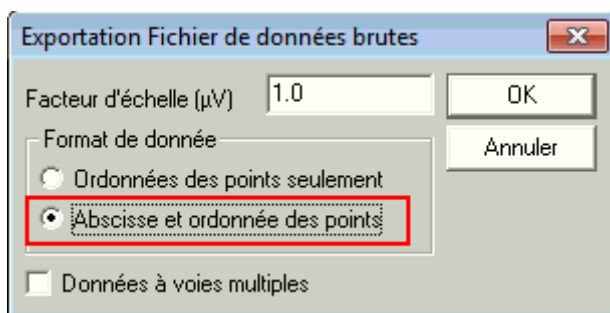 Exportation Fichier de données brutes
Facteur d'échelle (µV) 1.0 OK
Format de donnée Annuler
Ordonnées des points seulement
Abscisse et ordonnée des points
Données à voies multiples